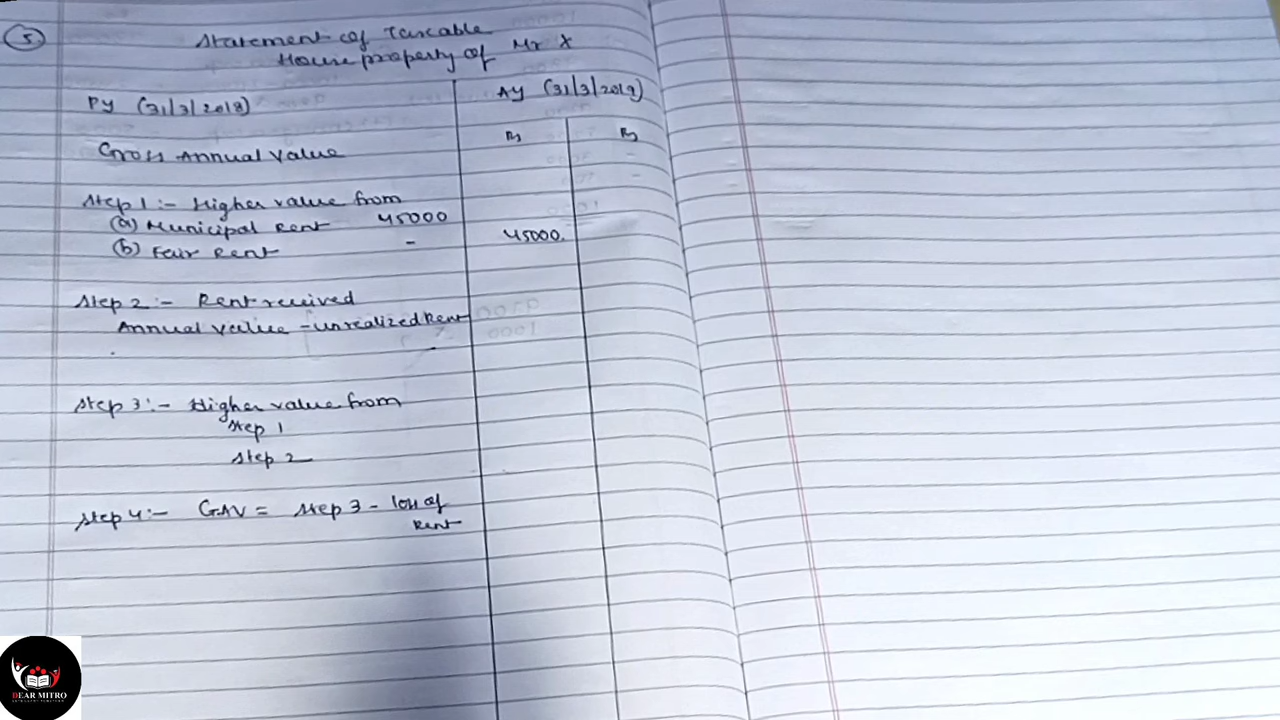 5.
Statement of Taxable
House property of Mr X
PY (31/3/2018)
AY (31/3/2019)
Rs
Rs
Gross Annual Value
Step 1:- Higher value from
(a) Municipal Rent 45000
(b) Fair Rent - 45000.
Step 2:- Rent received
Annual value - unrealized Rent
Step 3:- Higher value from
Step 1
Step 2
Step 4:- GAV = Step 3 - loss of
Rent
DEAR MITRO